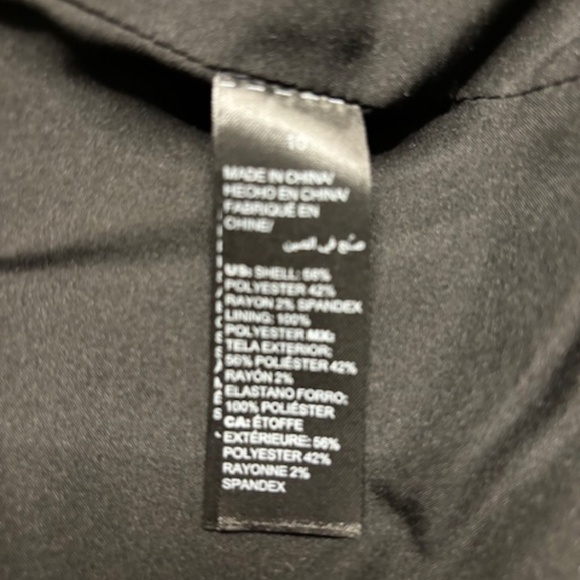 10
MADE IN CHINA/
HECHO EN CHINA/
FABRIQUÉ EN
CHINE/
صنع في الصين
US: SHELL: 56%
POLYESTER 42%
RAYON 2% SPANDEX
LINING: 100%
POLYESTER MX:
TELA EXTERIOR:
56% POLIÉSTER 42%
RAYÓN 2%
ELASTANO FORRO:
100% POLIÉSTER
CA: ÉTOFFE
EXTÉRIEURE: 56%
POLYESTER 42%
RAYONNE 2%
SPANDEX